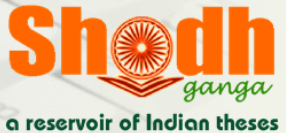 Shodh
ganga
a reservoir of Indian theses